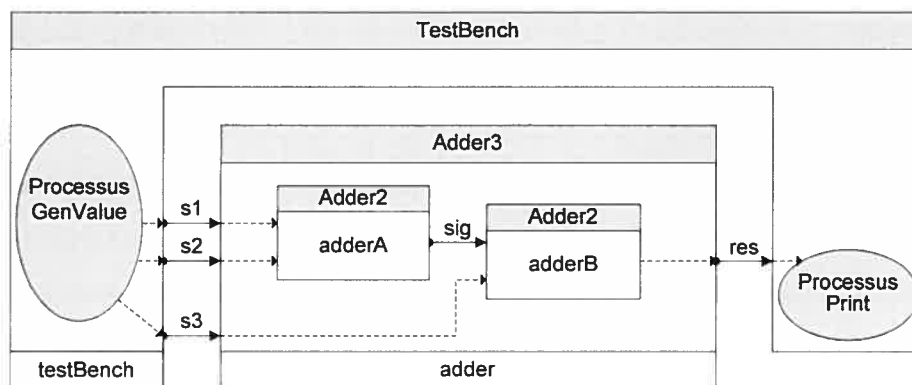 TestBench
Adder3
Processus
GenValue
s1
s2
s3
Adder2
adderA
sig
Adder2
adderB
res
Processus
Print
testBench
adder